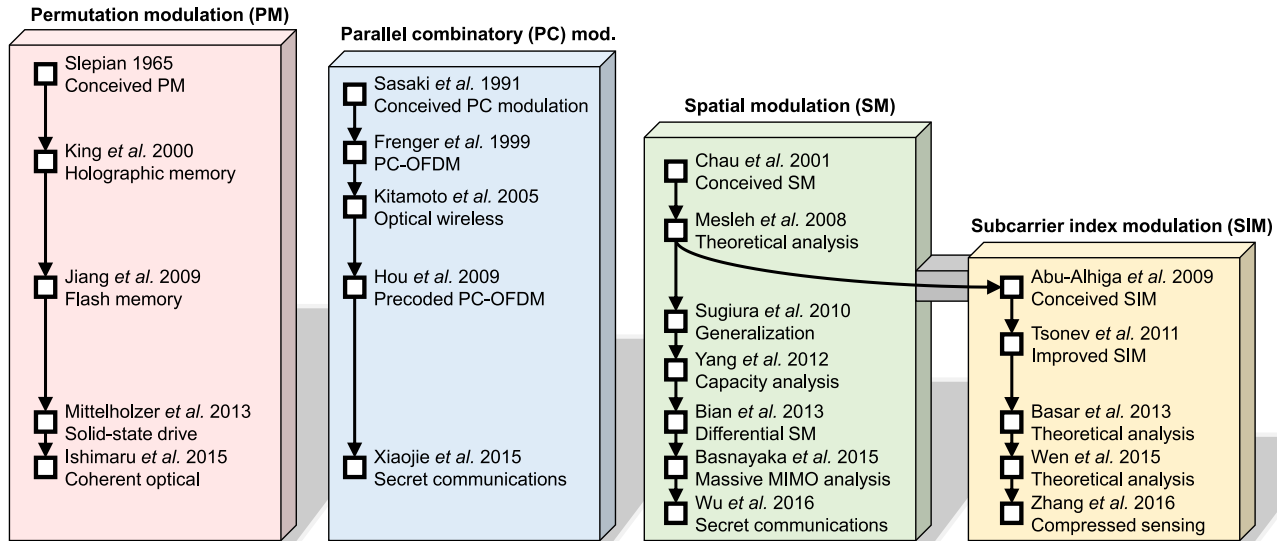 Permutation modulation (PM)
Slepian 1965
Conceived PM
King et al. 2000
Holographic memory
Jiang et al. 2009
Flash memory
Mittelholzer et al. 2013
Solid-state drive
Ishimaru et al. 2015
Coherent optical
Parallel combinatory (PC) mod.
Sasaki et al. 1991
Conceived PC modulation
Frenger et al. 1999
PC-OFDM
Kitamoto et al. 2005
Optical wireless
Hou et al. 2009
Precoded PC-OFDM
Xiaojie et al. 2015
Secret communications
Spatial modulation (SM)
Chau et al. 2001
Conceived SM
Mesleh et al. 2008
Theoretical analysis
Sugiura et al. 2010
Generalization
Yang et al. 2012
Capacity analysis
Bian et al. 2013
Differential SM
Basnayaka et al. 2015
Massive MIMO analysis
Wu et al. 2016
Secret communications
Subcarrier index modulation (SIM)
Abu-Alhiga et al. 2009
Conceived SIM
Tsonev et al. 2011
Improved SIM
Basar et al. 2013
Theoretical analysis
Wen et al. 2015
Theoretical analysis
Zhang et al. 2016
Compressed sensing